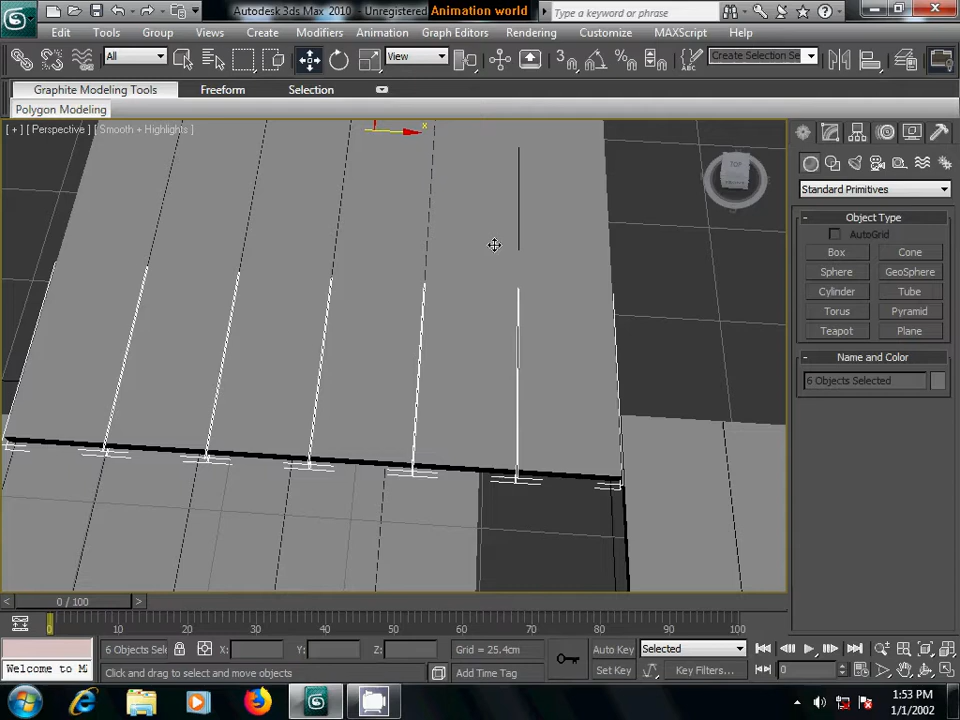 Autodesk 3ds Max 2010 - Unregistered
Animation world
Type a keyword or phrase
Edit Tools Group Views Create Modifiers Animation Graph Editors Rendering Customize MAXScript Help
All View 3 Create Selection Se
Graphite Modeling Tools Freeform Selection
Polygon Modeling
[ + ] [ Perspective ] [ Smooth + Highlights ]
x
TOP
Standard Primitives
- Object Type
AutoGrid
Box Cone
Sphere GeoSphere
Cylinder Tube
Torus Pyramid
Teapot Plane
- Name and Color
6 Objects Selected
< 0 / 100 >
0 10 20 30 40 50 60 70 80 90 100
6 Objects Sele X: Y: Z: Grid = 25.4cm Auto Key Selected
Welcome to M Click and drag to select and move objects Add Time Tag Set Key Key Filters... 0
1:53 PM
1/1/2002